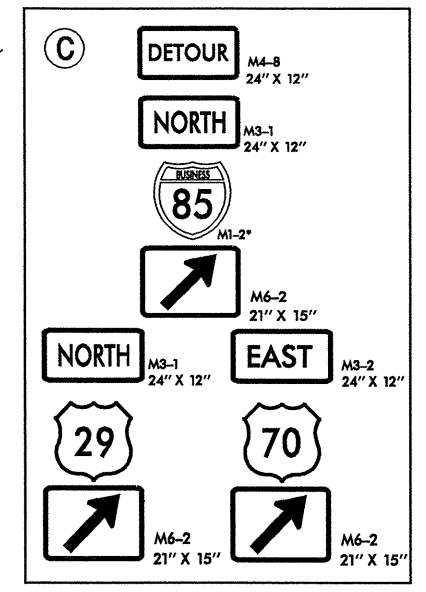 C
DETOUR
M4-8
24" X 12"
NORTH
M3-1
24" X 12"
BUSINESS
85
M1-2*
M6-2
21" X 15"
NORTH
M3-1
24" X 12"
EAST
M3-2
24" X 12"
29
70
M6-2
21" X 15"
M6-2
21" X 15"